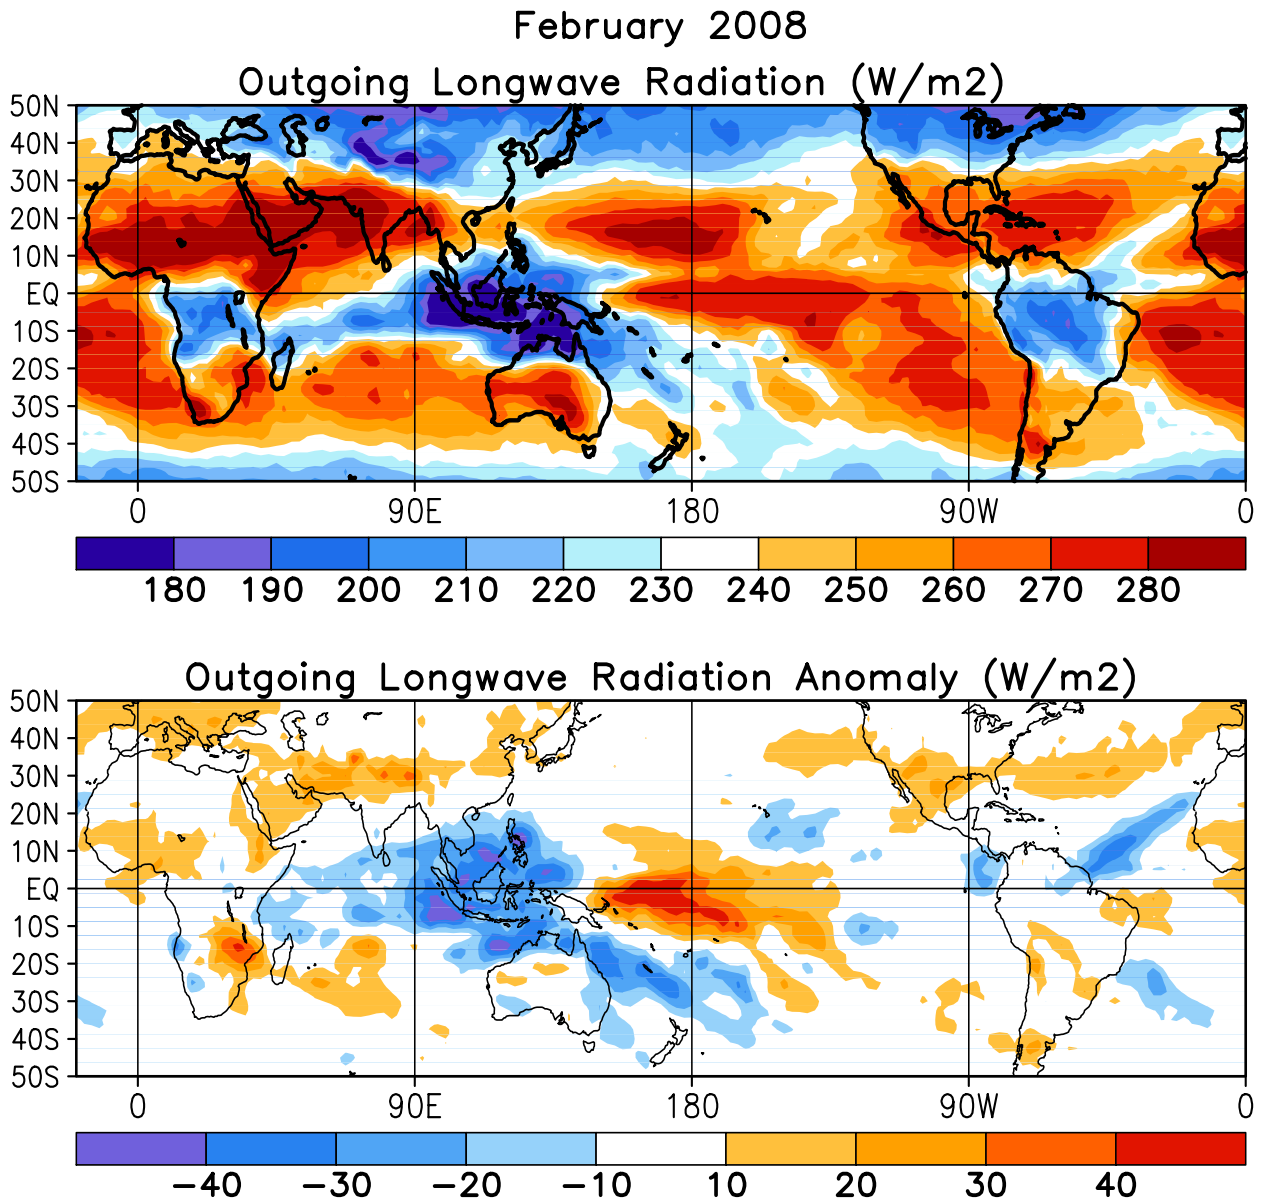 February 2008
Outgoing Longwave Radiation (W/m2)
50N
40N
30N
20N
10N
EQ
10S
20S
30S
40S
50S
0 90E 180 90W 0
180 190 200 210 220 230 240 250 260 270 280
Outgoing Longwave Radiation Anomaly (W/m2)
50N
40N
30N
20N
10N
EQ
10S
20S
30S
40S
50S
0 90E 180 90W 0
−40 −30 −20 −10 10 20 30 40